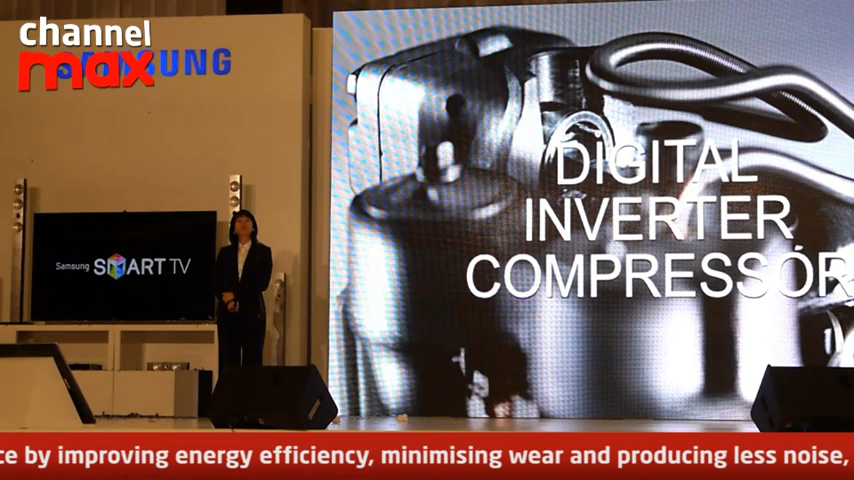 channel
max
SAMSUNG
Samsung SMART TV
DIGITAL
INVERTER
COMPRESSOR
ce by improving energy efficiency, minimising wear and producing less noise,